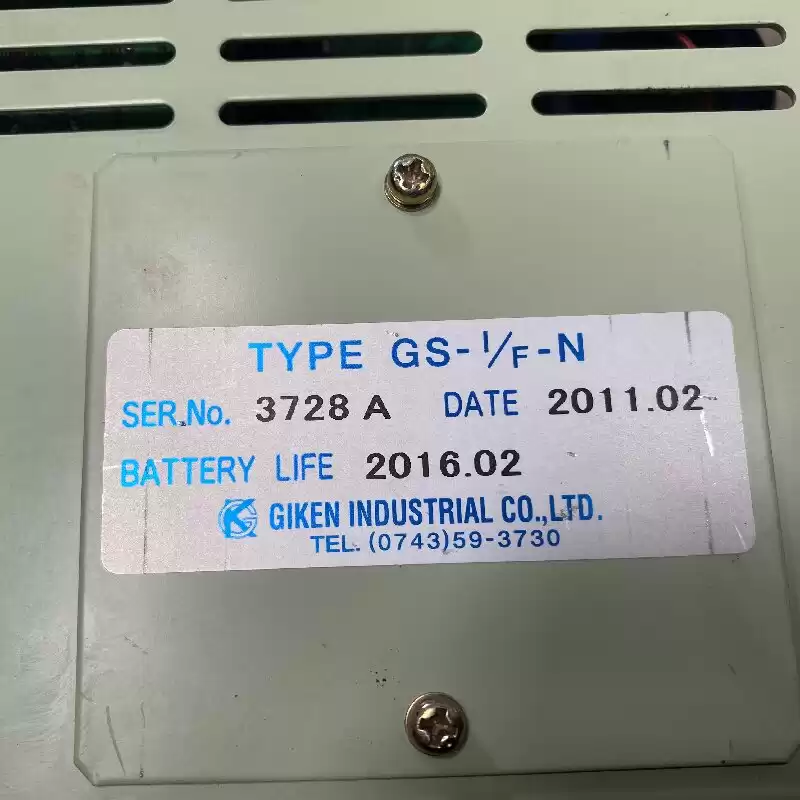 TYPE GS-I/F-N
SER.No. 3728 A DATE 2011.02
BATTERY LIFE 2016.02
GIKEN INDUSTRIAL CO.,LTD.
TEL. (0743)59-3730